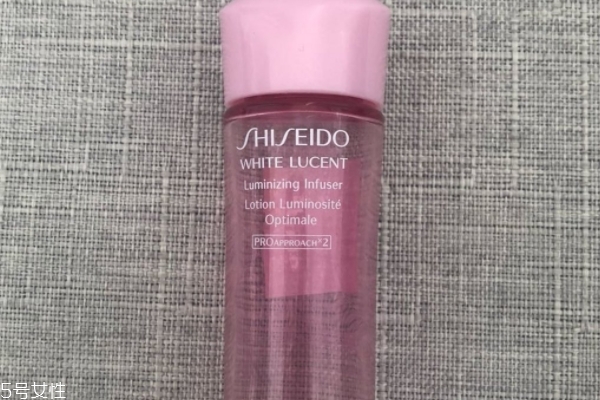 SHISEIDO
WHITE LUCENT
Luminizing Infuser
Lotion Luminosité
Optimale
PROAPPROACH®2
5号女性